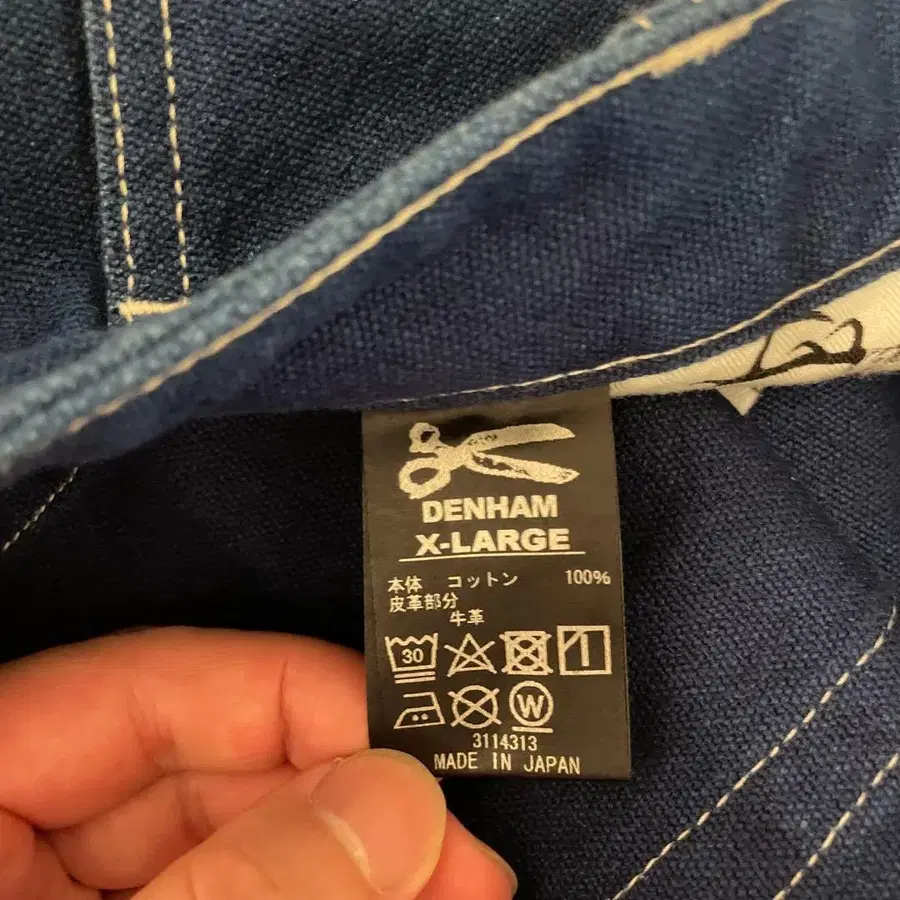 DENHAM
X-LARGE
本体 コットン 100%
皮革部分
牛革
30
W
3114313
MADE IN JAPAN